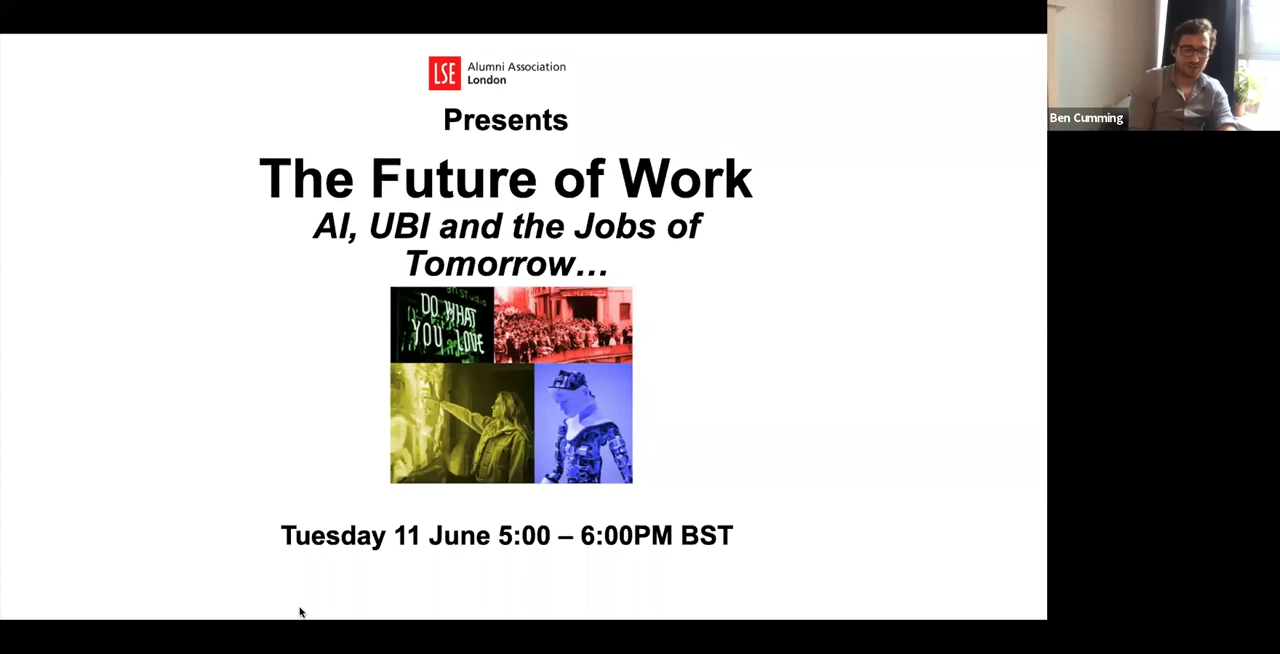 LSE
Alumni Association
London
Presents
The Future of Work
AI, UBI and the Jobs of
Tomorrow…
DO WHAT
YOU LOVE
Tuesday 11 June 5:00 – 6:00PM BST
Ben Cumming